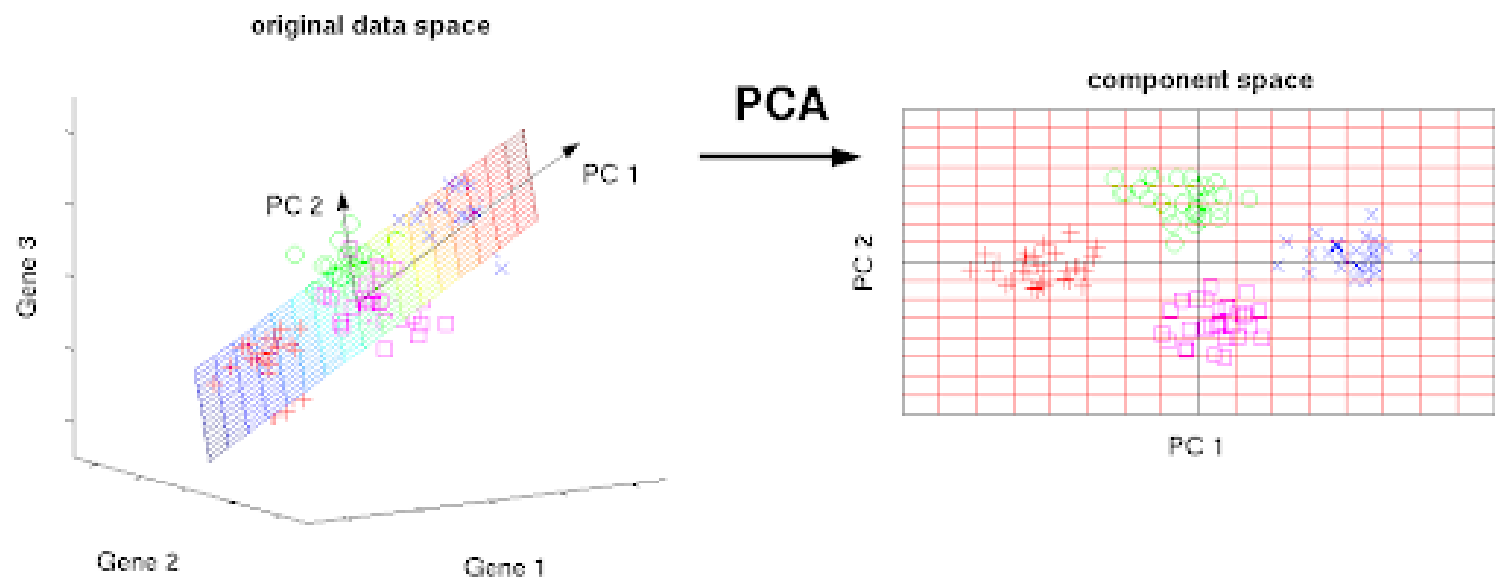 original data space
PCA
component space
PC 1
PC 2
Gene 3
PC 2
PC 1
Gene 2
Gene 1